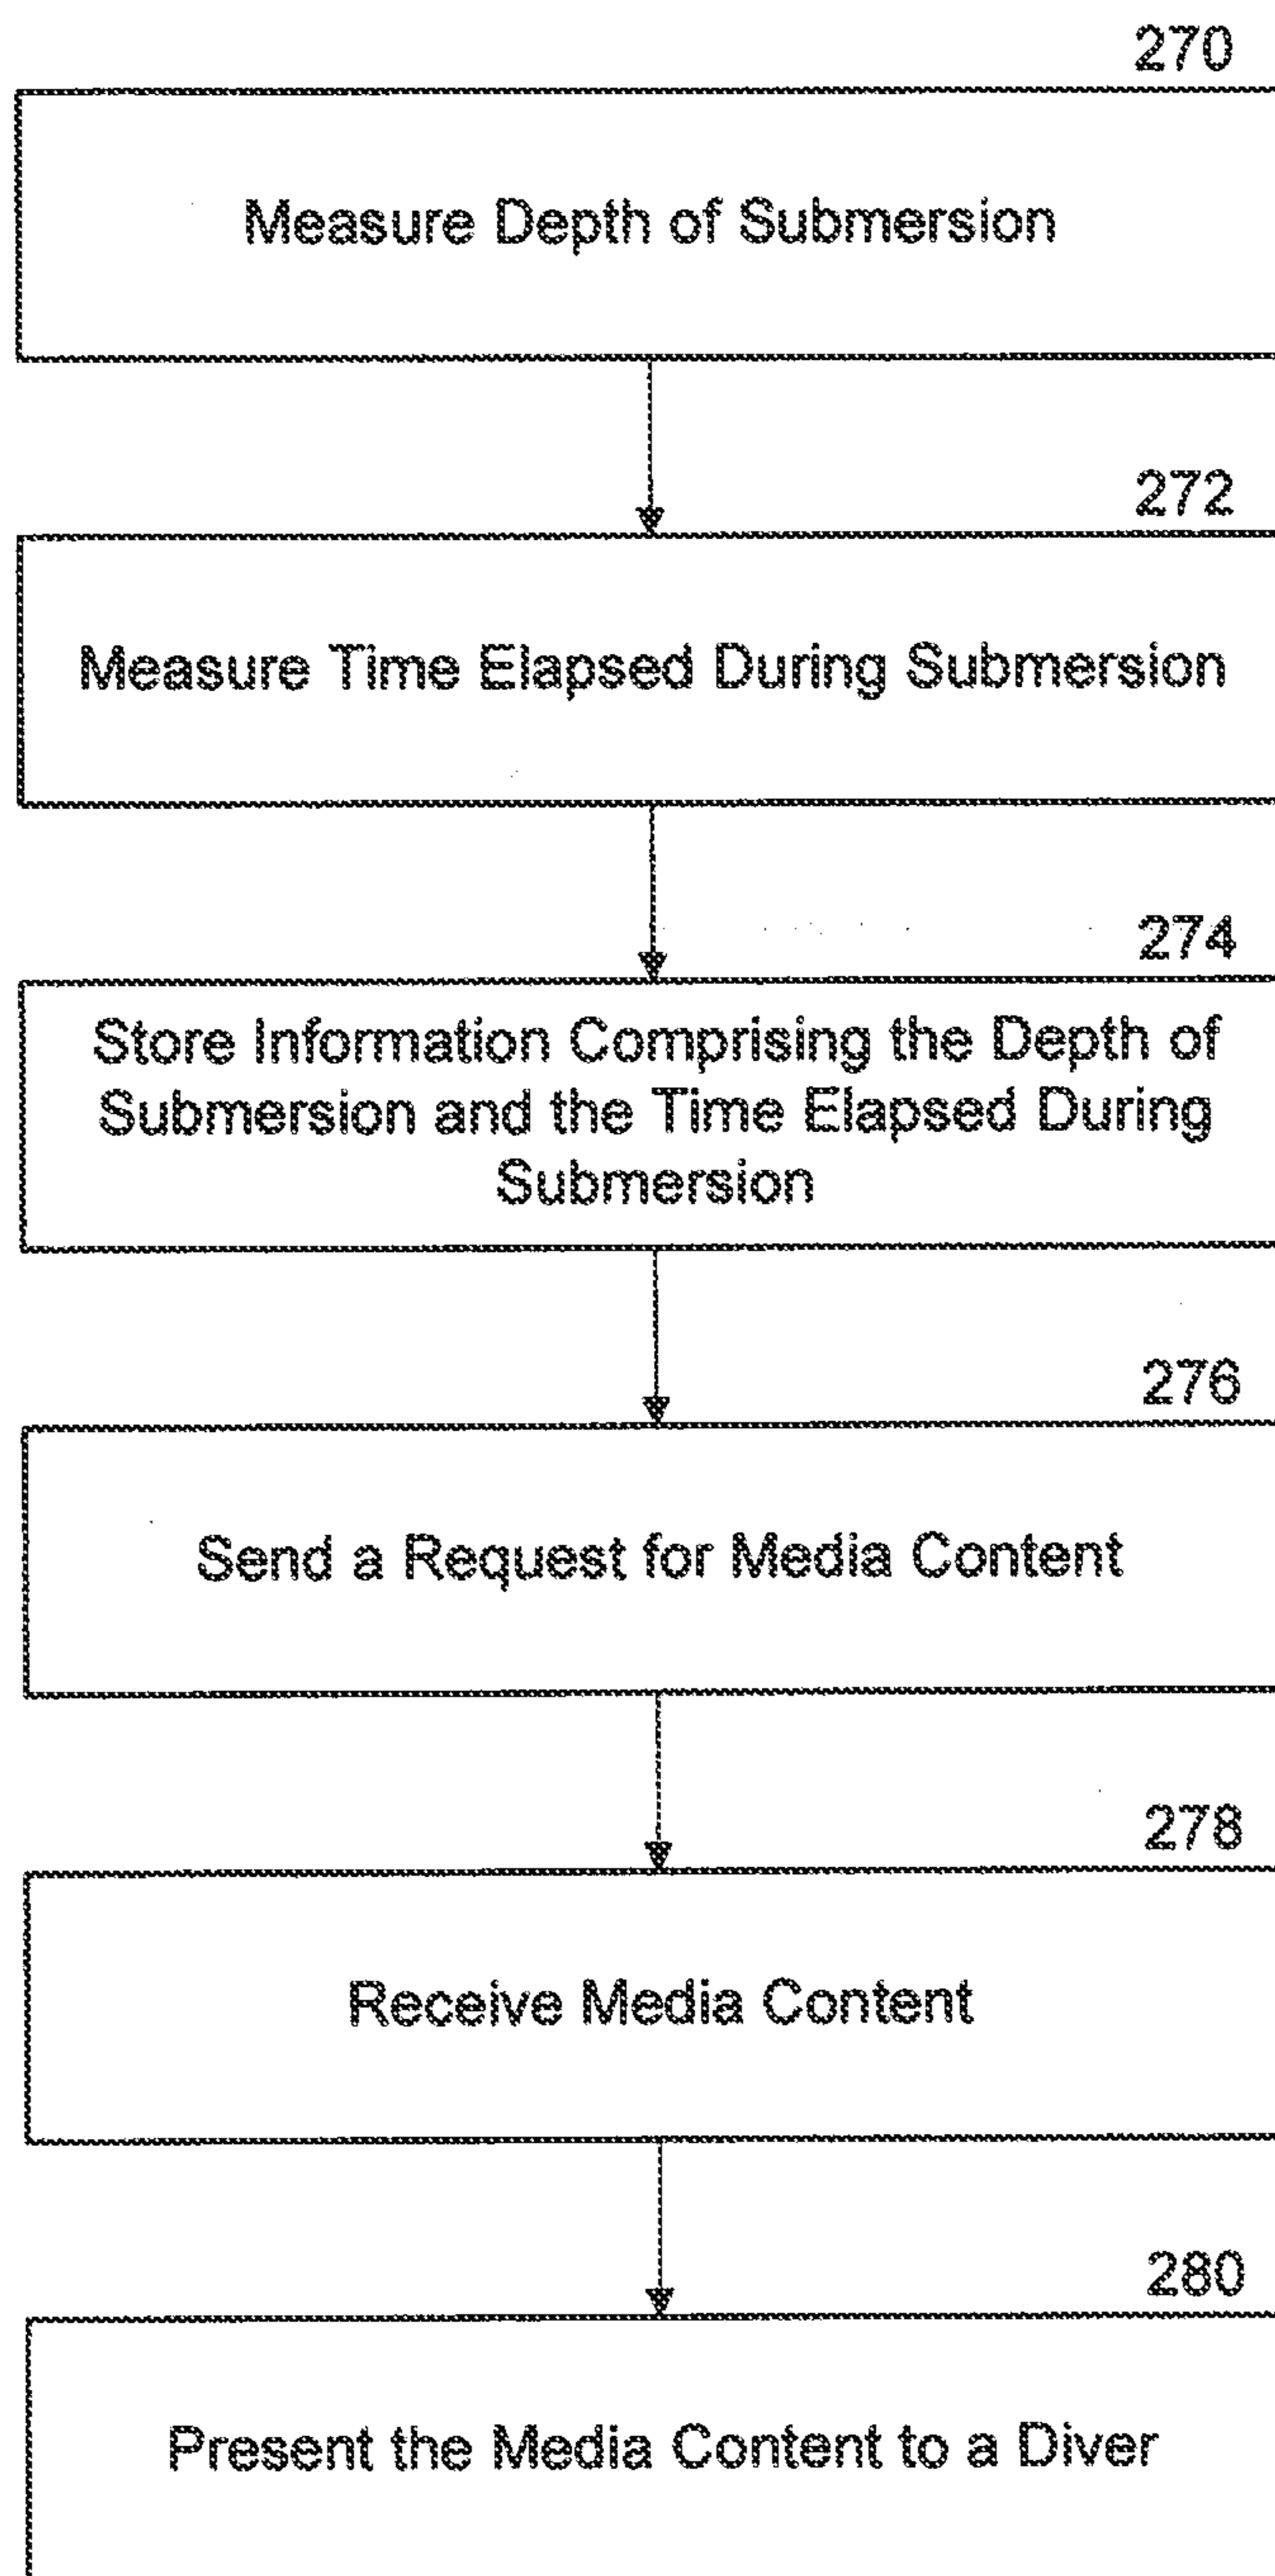 270
Measure Depth of Submersion
272
Measure Time Elapsed During Submersion
274
Store Information Comprising the Depth of
Submersion and the Time Elapsed During
Submersion
276
Send a Request for Media Content
278
Receive Media Content
280
Present the Media Content to a Diver